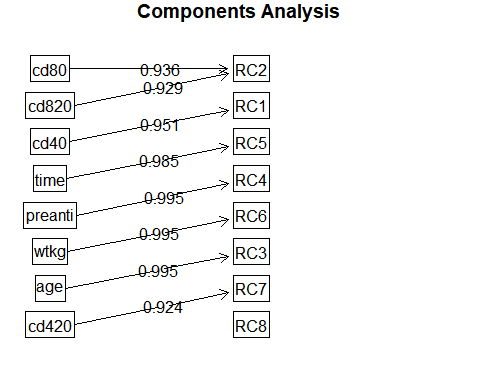 Components Analysis
cd80 0.936 RC2
cd820 0.929
cd40 0.951 RC1
time 0.985 RC5
preanti 0.995 RC4
wtkg 0.995 RC6
age 0.995 RC3
cd420 0.924 RC7
RC8